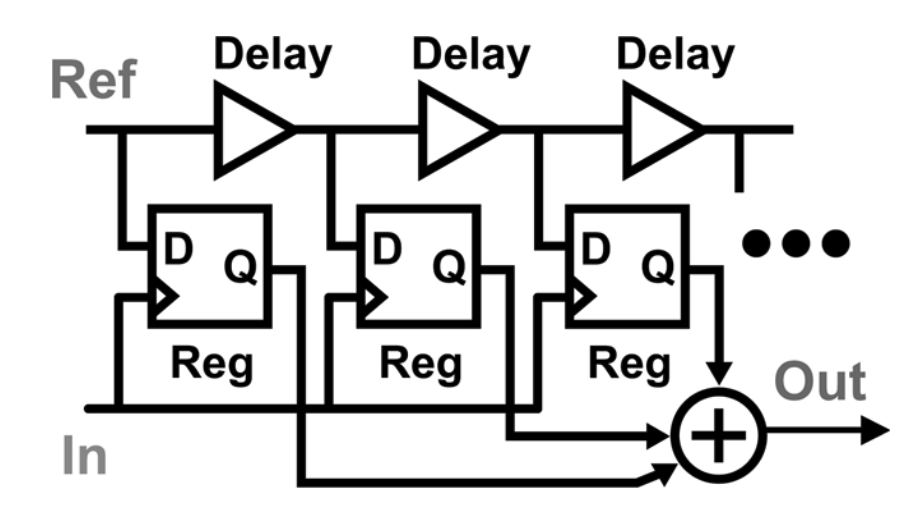 Delay Delay Delay
Ref
D Q D Q D Q
Reg Reg Reg
Out
In